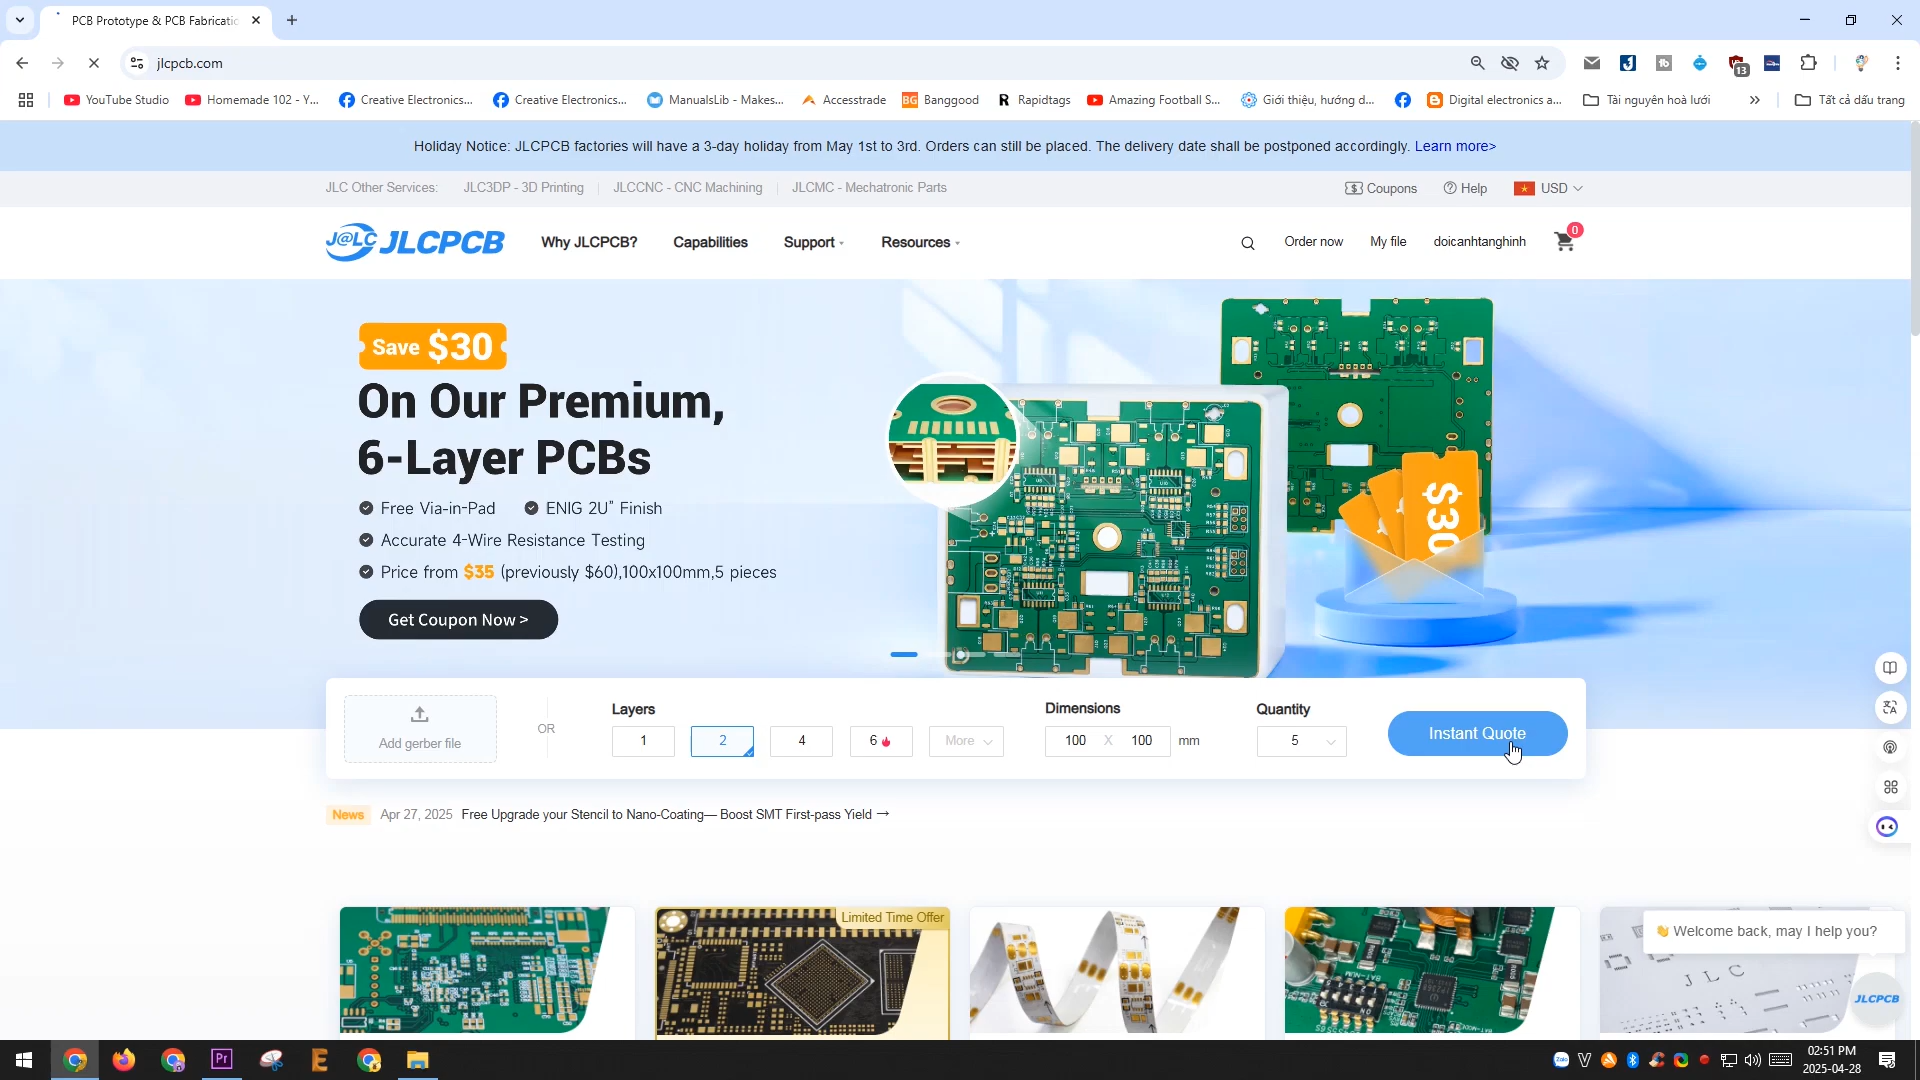 PCB Prototype & PCB Fabricatio
jlcpcb.com
13
YouTube Studio
Homemade 102 - Y...
Creative Electronics...
Creative Electronics...
ManualsLib - Makes...
Accesstrade
BG Banggood
R Rapidtags
Amazing Football S...
Giới thiệu, hướng d...
Digital electronics a...
Tài nguyên hoà lưới
Tất cả dấu trang
Holiday Notice: JLCPCB factories will have a 3-day holiday from May 1st to 3rd. Orders can still be placed. The delivery date shall be postponed accordingly. Learn more>
JLC Other Services:
JLC3DP - 3D Printing
JLCCNC - CNC Machining
JLCMC - Mechatronic Parts
Coupons
Help
USD
J@LC JLCPCB
Why JLCPCB?
Capabilities
Support
Resources
Order now
My file
doicanhtanghinh
0
Save $30
On Our Premium,
6-Layer PCBs
Free Via-in-Pad
ENIG 2U" Finish
Accurate 4-Wire Resistance Testing
Price from $35 (previously $60),100x100mm,5 pieces
Get Coupon Now >
$30
Add gerber file
OR
Layers
1
2
4
6
More
Dimensions
100 X 100 mm
Quantity
5
Instant Quote
News
Apr 27, 2025
Free Upgrade your Stencil to Nano-Coating— Boost SMT First-pass Yield →
Limited Time Offer
JLC
Welcome back, may I help you?
JLCPCB
Pr
E
Zalo
02:51 PM
2025-04-28